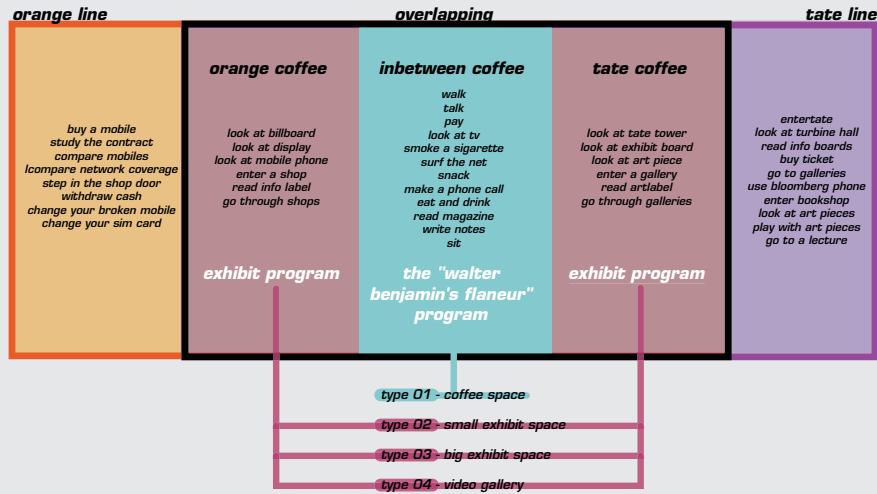 orange line
overlapping
tate line
orange coffee
inbetween coffee
tate coffee
buy a mobile
study the contract
compare mobiles
lcompare network coverage
step in the shop door
withdraw cash
change your broken mobile
change your sim card
look at billboard
look at display
look at mobile phone
enter a shop
read info label
go through shops
exhibit program
walk
talk
pay
look at tv
smoke a sigarette
surf the net
snack
make a phone call
eat and drink
read magazine
write notes
sit
the "walter
benjamin's flaneur"
program
look at tate tower
look at exhibit board
look at art piece
enter a gallery
read artlabel
go through galleries
exhibit program
entertate
look at turbine hall
read info boards
buy ticket
go to galleries
use bloomberg phone
enter bookshop
look at art pieces
play with art pieces
go to a lecture
type 01 - coffee space
type 02 - small exhibit space
type 03 - big exhibit space
type 04 - video gallery